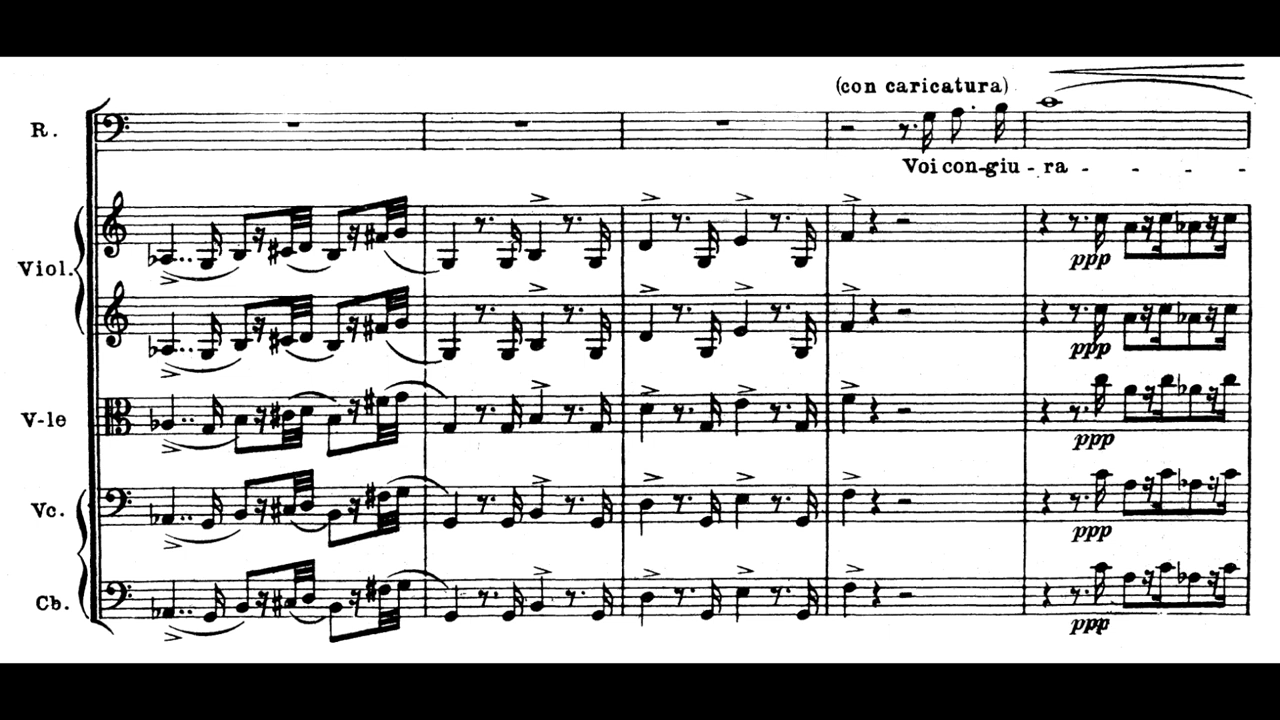 (con caricatura)
R.
Voi con-giu - ra - - - -
Viol.
ppp
ppp
V-le
ppp
Vc.
ppp
Cb.
ppp